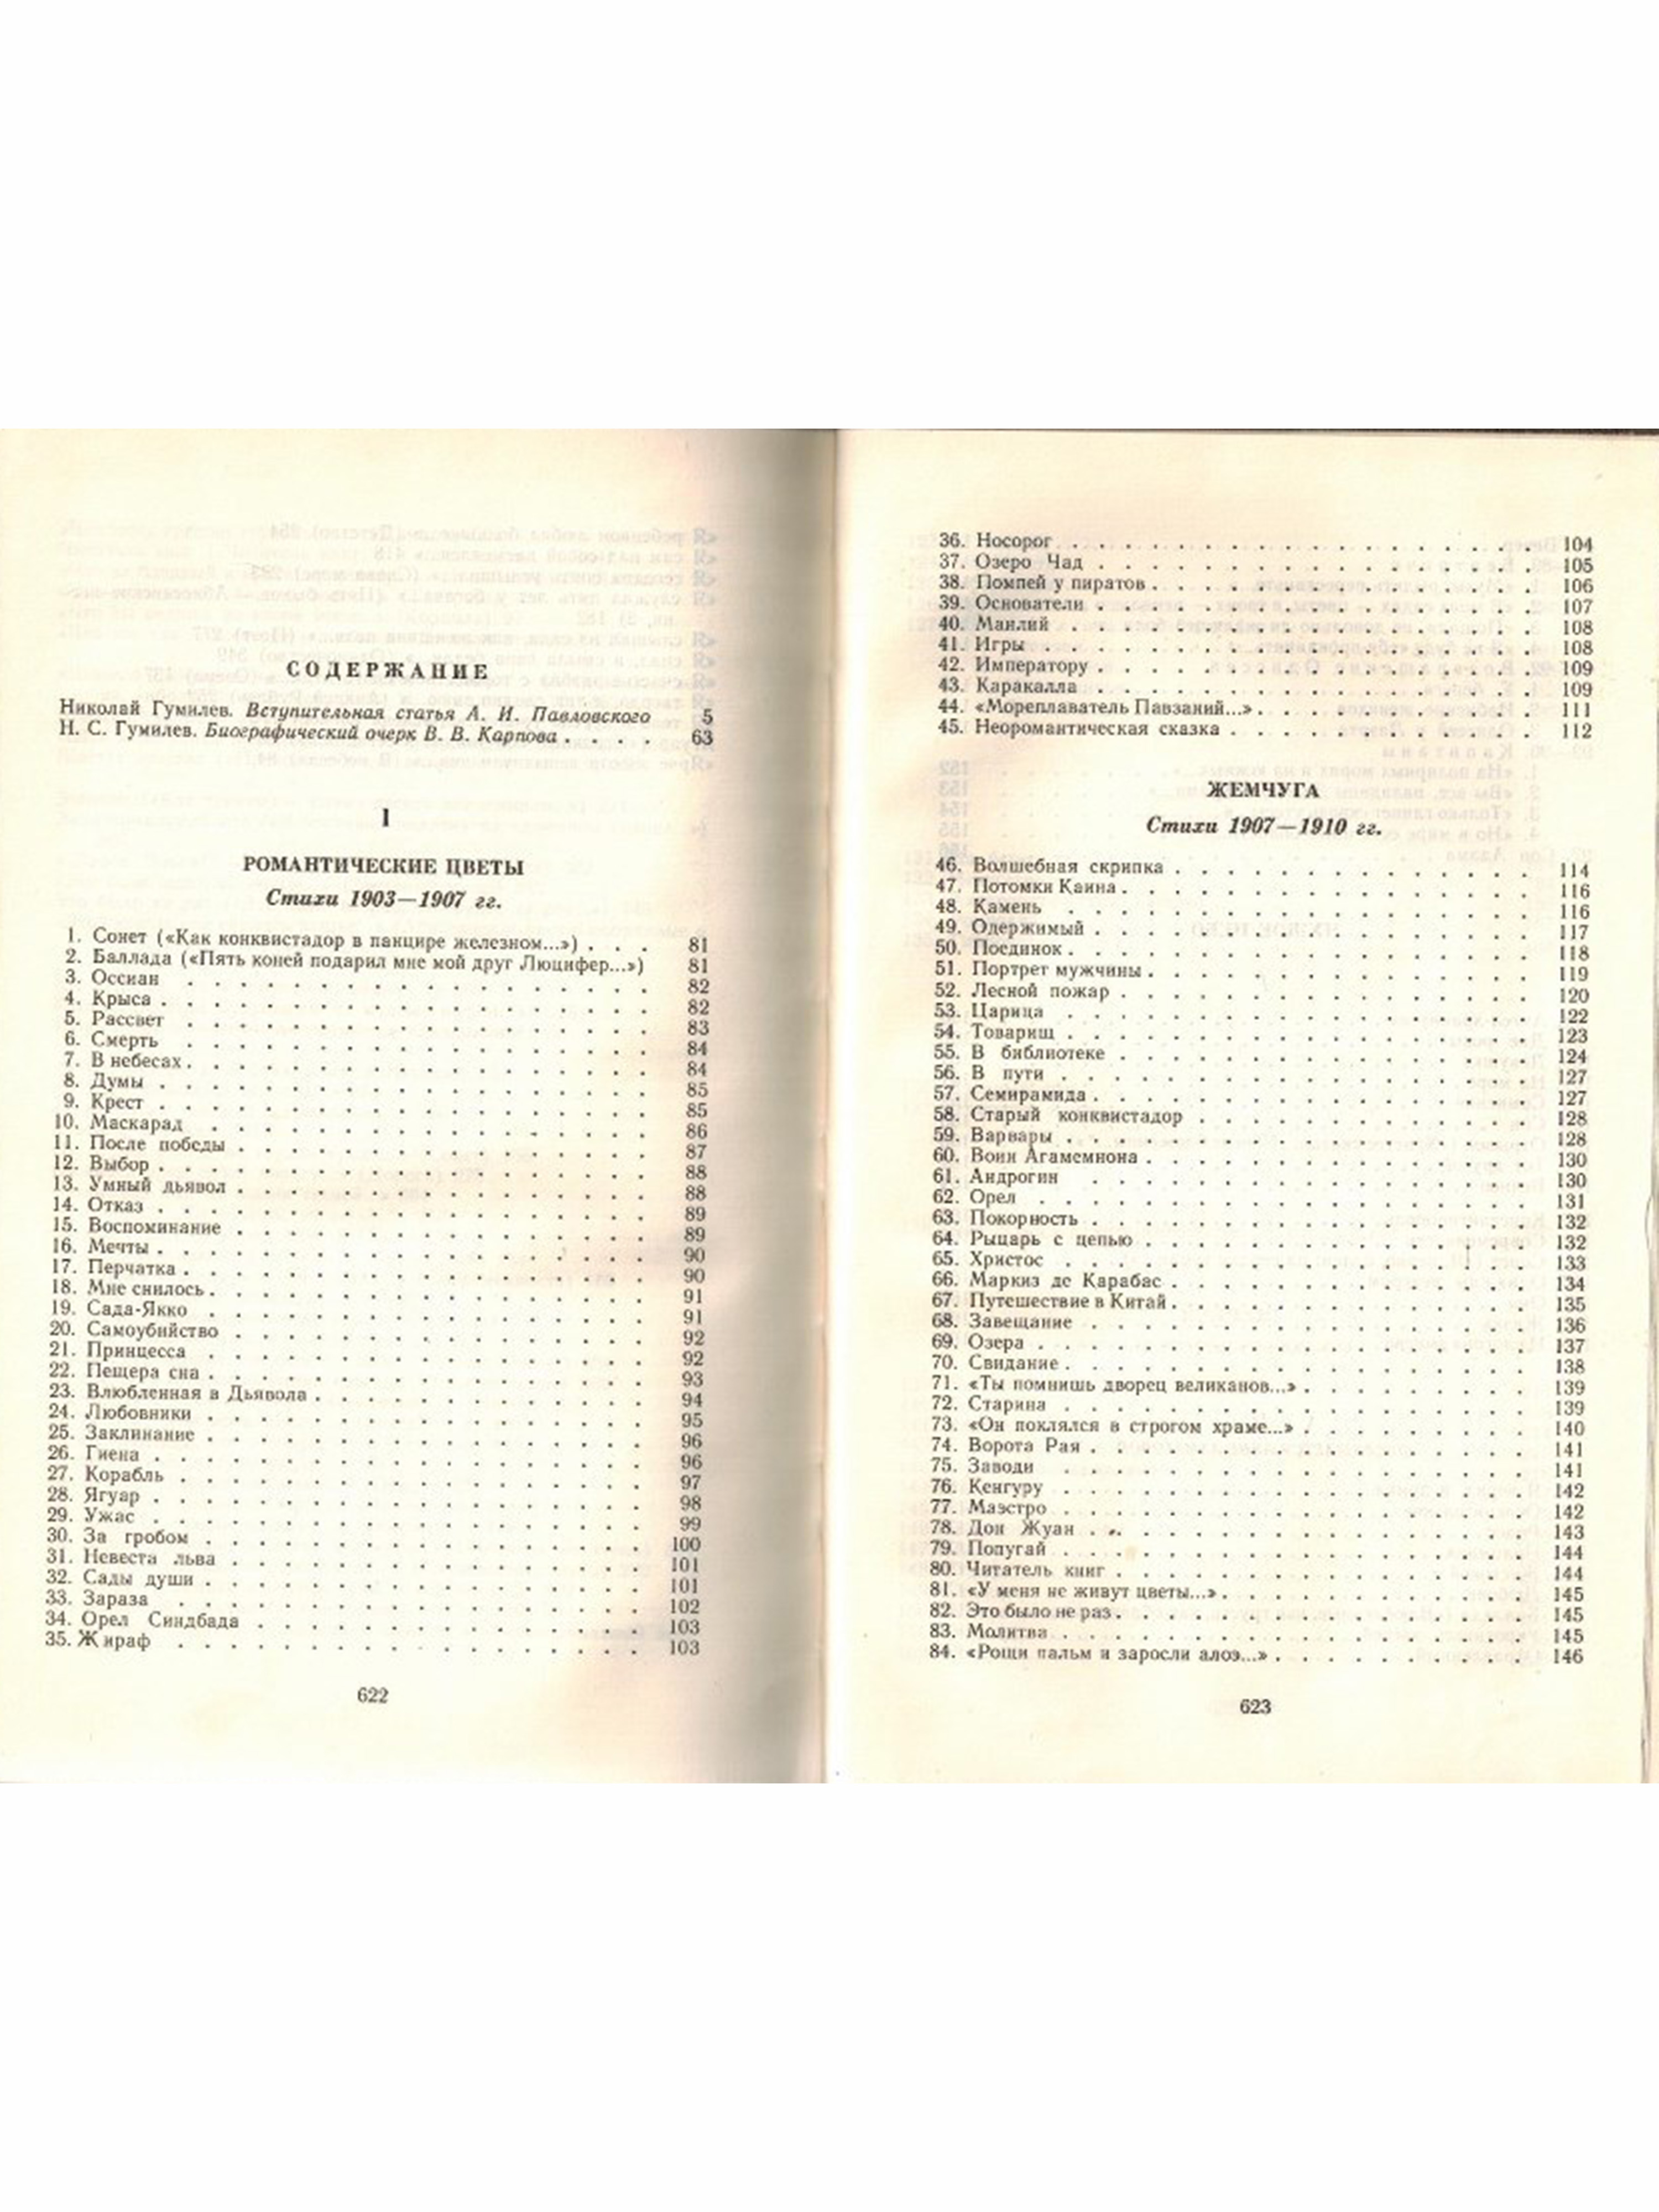 СОДЕРЖАНИЕ
Николай Гумилев. Вступительная статья А. И. Павловского 5
Н. С. Гумилев. Биографический очерк В. В. Карпова . . . . 63
I
РОМАНТИЧЕСКИЕ ЦВЕТЫ
Стихи 1903—1907 гг.
1. Сонет («Как конквистадор в панцире железном...») . . . 81
2. Баллада («Пять коней подарил мне мой друг Люцифер...») 81
3. Оссиан 82
4. Крыса 82
5. Рассвет 83
6. Смерть 84
7. В небесах 84
8. Думы 85
9. Крест 85
10. Маскарад 86
11. После победы 87
12. Выбор 88
13. Умный дьявол 88
14. Отказ 89
15. Воспоминание 89
16. Мечты 90
17. Перчатка 90
18. Мне снилось 91
19. Сада-Якко 91
20. Самоубийство 92
21. Принцесса 92
22. Пещера сна 93
23. Влюбленная в Дьявола 94
24. Любовники 95
25. Заклинание 96
26. Гиена 96
27. Корабль 97
28. Ягуар 98
29. Ужас 99
30. За гробом 100
31. Невеста льва 101
32. Сады души 101
33. Зараза 102
34. Орел Синдбада 103
35. Жираф 103
622
36. Носорог 104
37. Озеро Чад 105
38. Помпей у пиратов 106
39. Основатели 107
40. Манлий 108
41. Игры 108
42. Императору 109
43. Каракалла 109
44. «Мореплаватель Павзаний...» 111
45. Неоромантическая сказка 112
ЖЕМЧУГА
Стихи 1907—1910 гг.
46. Волшебная скрипка 114
47. Потомки Каина 116
48. Камень 116
49. Одержимый 117
50. Поединок 118
51. Портрет мужчины 119
52. Лесной пожар 120
53. Царица 122
54. Товарищ 123
55. В библиотеке 124
56. В пути 127
57. Семирамида 127
58. Старый конквистадор 128
59. Варвары 128
60. Воин Агамемнона 130
61. Андрогин 130
62. Орел 131
63. Покорность 132
64. Рыцарь с цепью 132
65. Христос 133
66. Маркиз де Карабас 134
67. Путешествие в Китай 135
68. Завещание 136
69. Озера 137
70. Свидание 138
71. «Ты помнишь дворец великанов...» 139
72. Старина 139
73. «Он поклялся в строгом храме...» 140
74. Ворота Рая 141
75. Заводи 141
76. Кенгуру 142
77. Маэстро 142
78. Дон Жуан 143
79. Попугай 144
80. Читатель книг 144
81. «У меня не живут цветы...» 145
82. Это было не раз 145
83. Молитва 145
84. «Рощи пальм и заросли алоэ...» 146
623